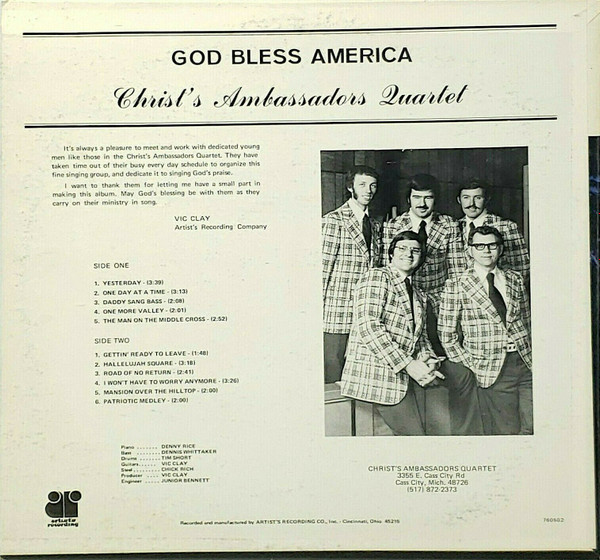 GOD BLESS AMERICA
Christ's Ambassadors Quartet
It's always a pleasure to meet and work with dedicated young
men like those in the Christ's Ambassadors Quartet. They have
taken time out of their busy every day schedule to organize this
fine singing group, and dedicate it to singing God's praise.
I want to thank them for letting me have a small part in
making this album. May God's blessing be with them as they
carry on their ministry in song.
VIC CLAY
Artist's Recording Company
SIDE ONE
1. YESTERDAY - (3:39)
2. ONE DAY AT A TIME - (3:13)
3. DADDY SANG BASS - (2:08)
4. ONE MORE VALLEY - (2:01)
5. THE MAN ON THE MIDDLE CROSS - (2:52)
SIDE TWO
1. GETTIN' READY TO LEAVE - (1:48)
2. HALLELUJAH SQUARE - (3:18)
3. ROAD OF NO RETURN - (2:41)
4. I WON'T HAVE TO WORRY ANYMORE - (3:26)
5. MANSION OVER THE HILLTOP - (2:00)
6. PATRIOTIC MEDLEY - (2:00)
Piano ....... DENNY RICE
Bass ........ DENNIS WHITTAKER
Drums ...... TIM SHORT
Guitars ...... VIC CLAY
Steel ........ CHICK RICH
Producer .... VIC CLAY
Engineer .... JUNIOR BENNETT
CHRIST'S AMBASSADORS QUARTET
3355 E. Cass City Rd
Cass City, Mich. 48726
(517) 872-2373
ar
artists
recording
Recorded and manufactured by ARTIST'S RECORDING CO., Inc. - Cincinnati, Ohio 45216